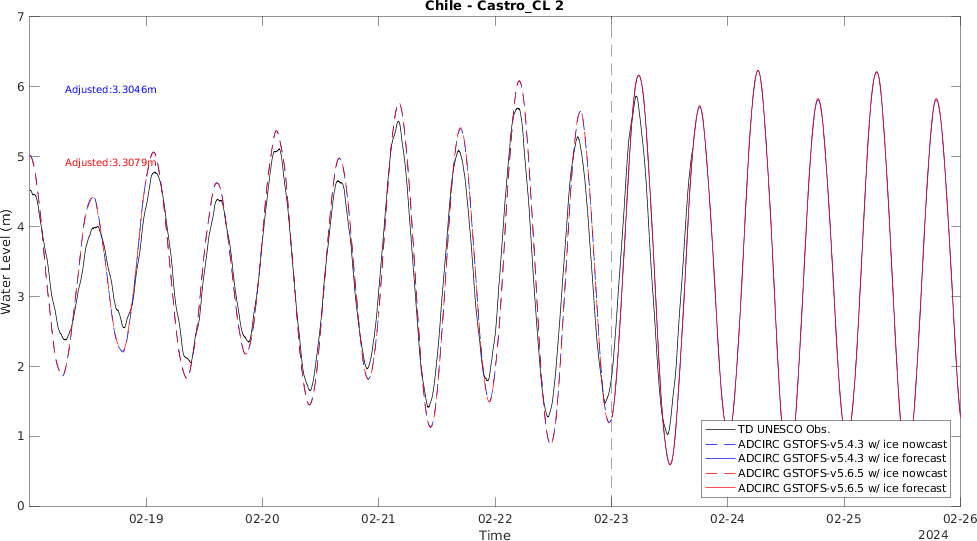 Chile - Castro_CL 2
7
6
5
4
3
2
1
0
Water Level (m)
Adjusted:3.3046m
Adjusted:3.3079m
TD UNESCO Obs.
ADCIRC GSTOFS-v5.4.3 w/ ice nowcast
ADCIRC GSTOFS-v5.4.3 w/ ice forecast
ADCIRC GSTOFS-v5.6.5 w/ ice nowcast
ADCIRC GSTOFS-v5.6.5 w/ ice forecast
02-19 02-20 02-21 02-22 02-23 02-24 02-25 02-26
Time
2024